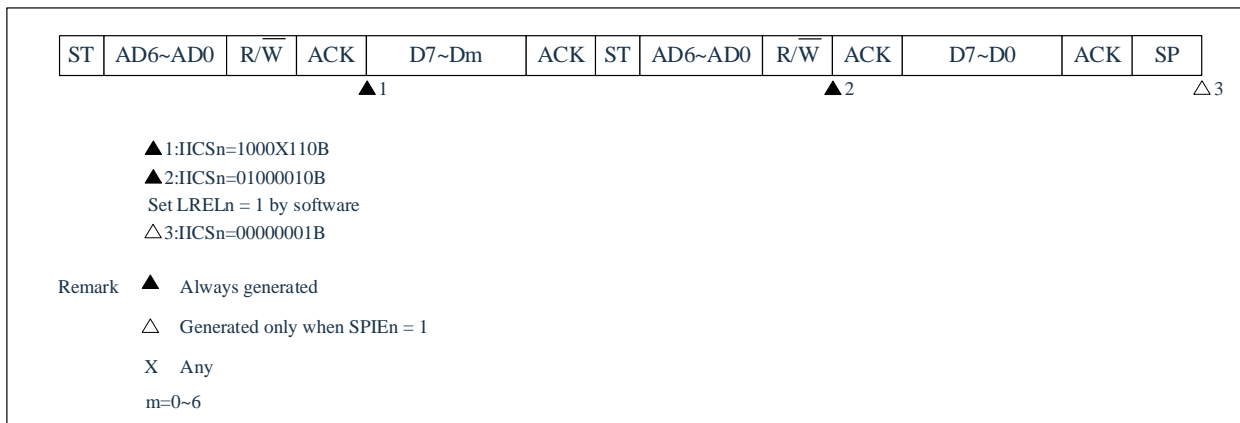 ST AD6~AD0 R/W̅ ACK D7~Dm ACK ST AD6~AD0 R/W̅ ACK D7~D0 ACK SP
▲1 ▲2 △3
▲1:IICSn=1000X110B
▲2:IICSn=01000010B
Set LRELn = 1 by software
△3:IICSn=00000001B
Remark ▲ Always generated
△ Generated only when SPIEn = 1
X Any
m=0~6